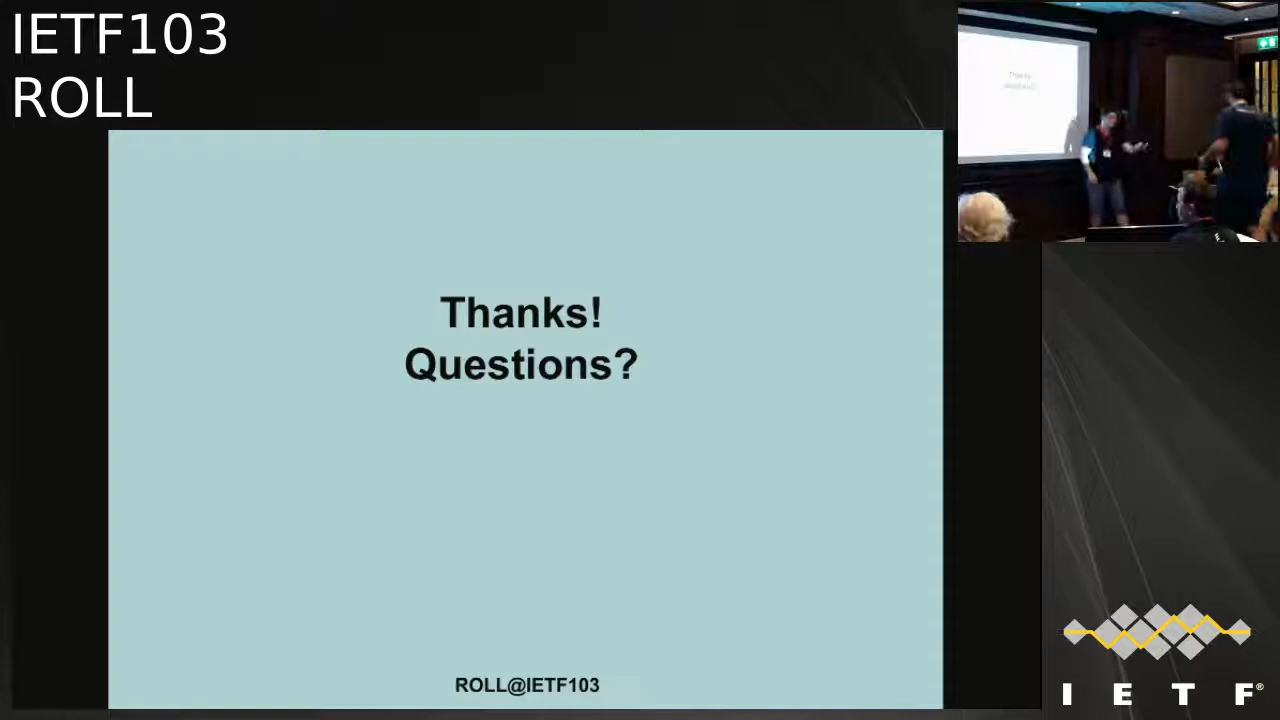 IETF103
ROLL
Thanks!
Questions?
ROLL@IETF103
I E T F®